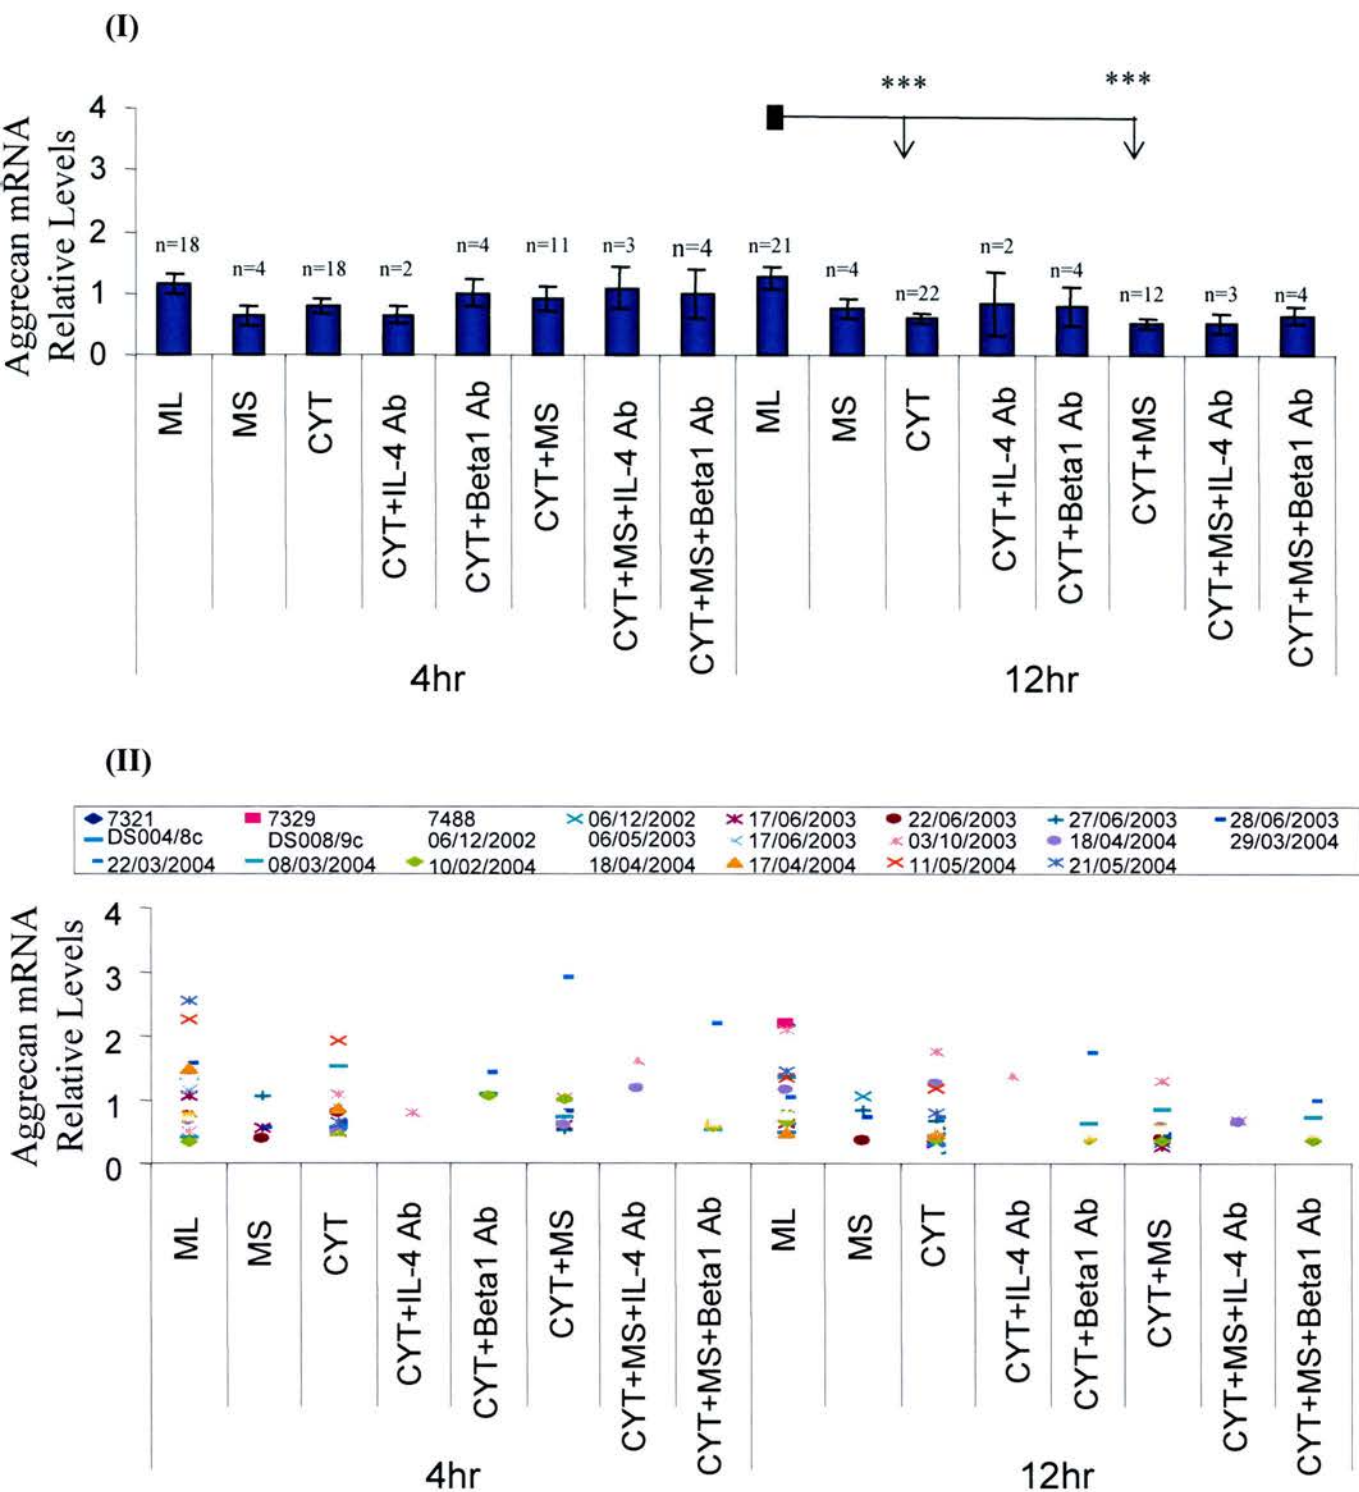 (I)
*** ***
Aggrecan mRNA
Relative Levels
4
3
2
1
0
n=18 n=4 n=18 n=2 n=4 n=11 n=3 n=4 n=21 n=4 n=22 n=2 n=4 n=12 n=3 n=4
ML MS CYT CYT+IL-4 Ab CYT+Beta1 Ab CYT+MS CYT+MS+IL-4 Ab CYT+MS+Beta1 Ab ML MS CYT CYT+IL-4 Ab CYT+Beta1 Ab CYT+MS CYT+MS+IL-4 Ab CYT+MS+Beta1 Ab
4hr 12hr
(II)
7321 7329 7488 06/12/2002 17/06/2003 22/06/2003 27/06/2003 28/06/2003
DS004/8c DS008/9c 06/12/2002 06/05/2003 17/06/2003 03/10/2003 18/04/2004 29/03/2004
22/03/2004 08/03/2004 10/02/2004 18/04/2004 17/04/2004 11/05/2004 21/05/2004
Aggrecan mRNA
Relative Levels
4
3
2
1
0
ML MS CYT CYT+IL-4 Ab CYT+Beta1 Ab CYT+MS CYT+MS+IL-4 Ab CYT+MS+Beta1 Ab ML MS CYT CYT+IL-4 Ab CYT+Beta1 Ab CYT+MS CYT+MS+IL-4 Ab CYT+MS+Beta1 Ab
4hr 12hr